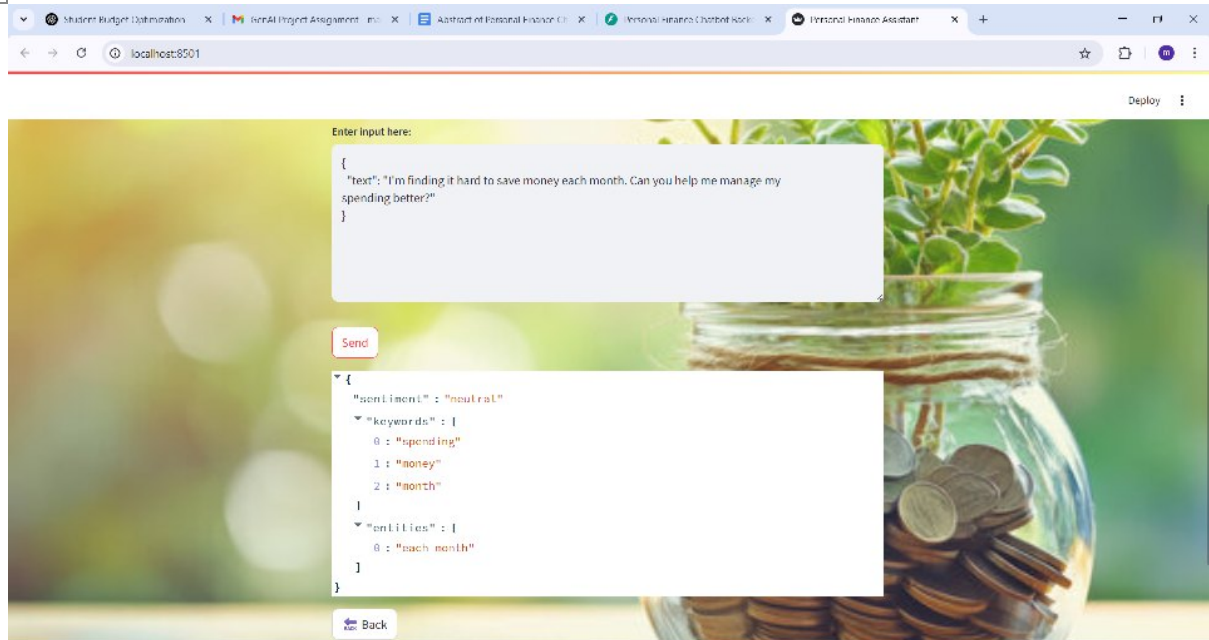 Student Budget Optimization
GenAI Project Assignment - ma
Abstract of Personal Finance Ch
Personal Finance Chatbot Back
Personal Finance Assistant
localhost:8501
m
Deploy
Enter input here:
{
"text": "I'm finding it hard to save money each month. Can you help me manage my
spending better?"
}
Send
{
"sentiment" : "neutral"
"keywords" : [
0 : "spending"
1 : "money"
2 : "month"
]
"entities" : [
0 : "each month"
]
}
Back